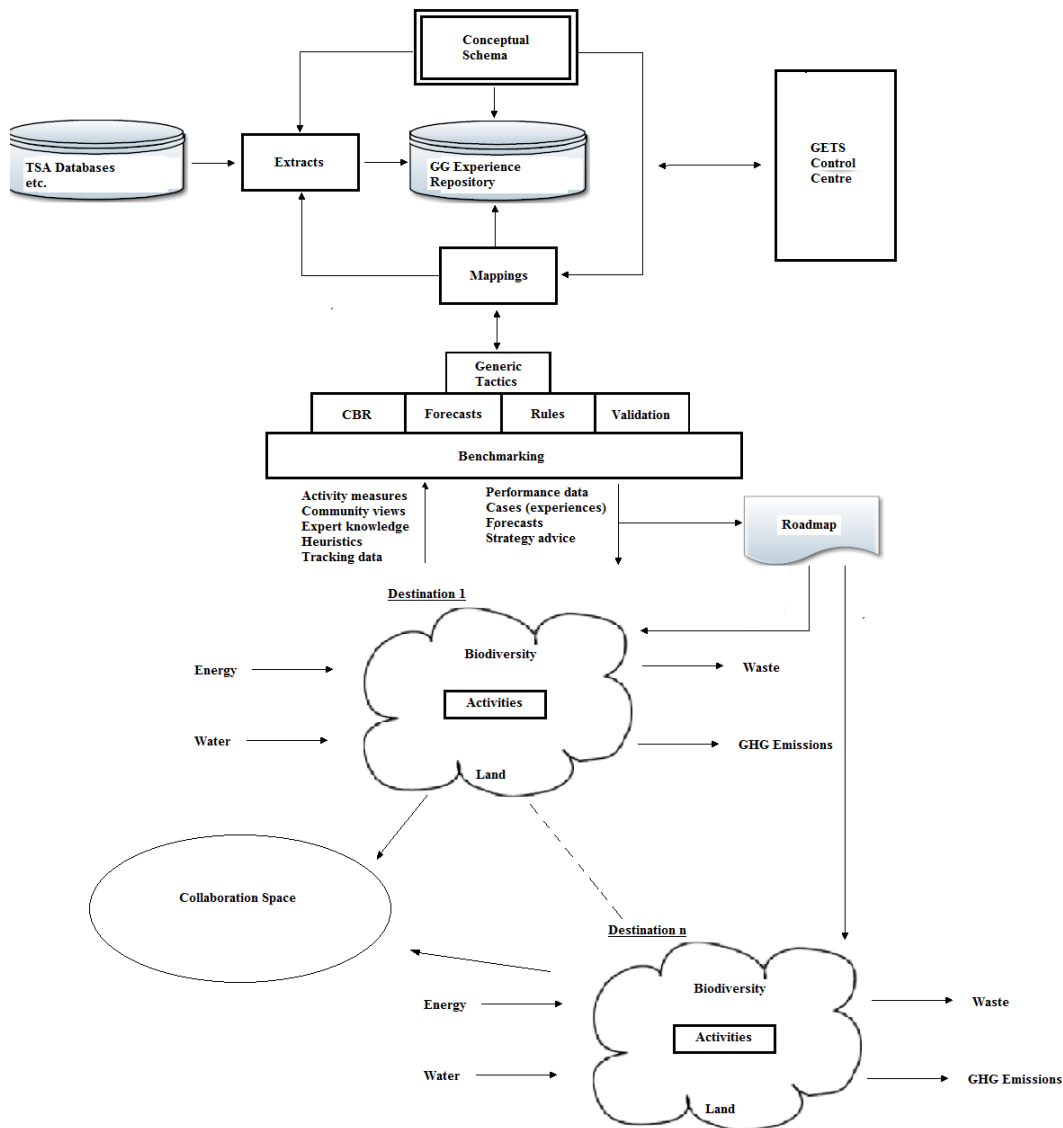 Conceptual
Schema
TSA Databases
etc.
Extracts
GG Experience
Repository
GETS
Control
Centre
Mappings
Generic
Tactics
CBR
Forecasts
Rules
Validation
Benchmarking
Activity measures
Community views
Expert knowledge
Heuristics
Tracking data
Performance data
Cases (experiences)
Forecasts
Strategy advice
Roadmap
Destination 1
Biodiversity
Energy
Waste
Activities
Water
GHG Emissions
Land
Collaboration Space
Destination n
Biodiversity
Energy
Waste
Activities
Water
GHG Emissions
Land